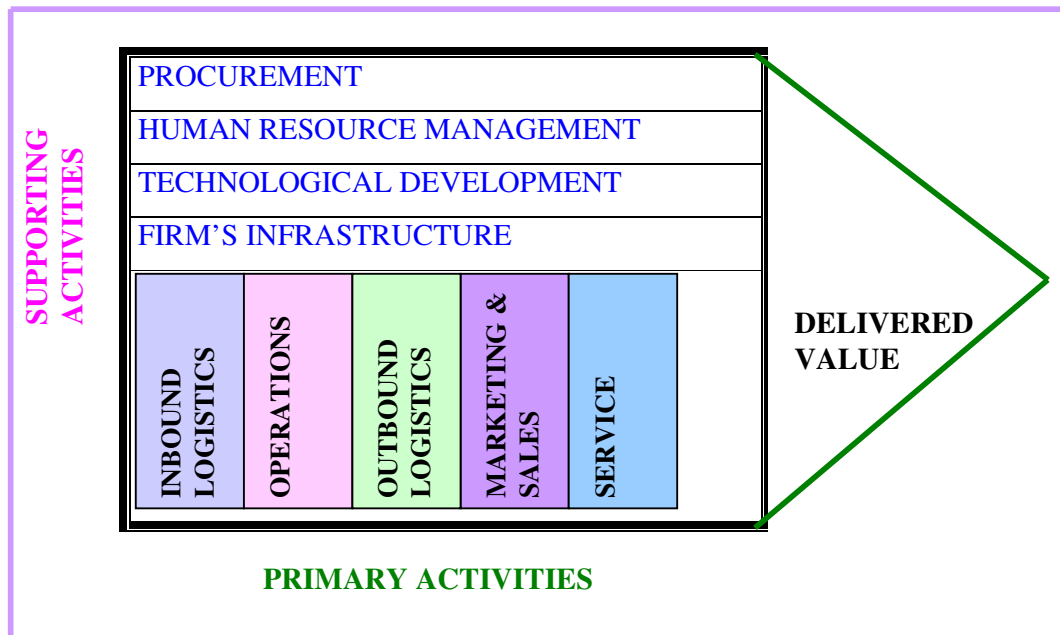 SUPPORTING
ACTIVITIES
PROCUREMENT
HUMAN RESOURCE MANAGEMENT
TECHNOLOGICAL DEVELOPMENT
FIRM’S INFRASTRUCTURE
INBOUND
LOGISTICS
OPERATIONS
OUTBOUND
LOGISTICS
MARKETING &
SALES
SERVICE
DELIVERED
VALUE
PRIMARY ACTIVITIES